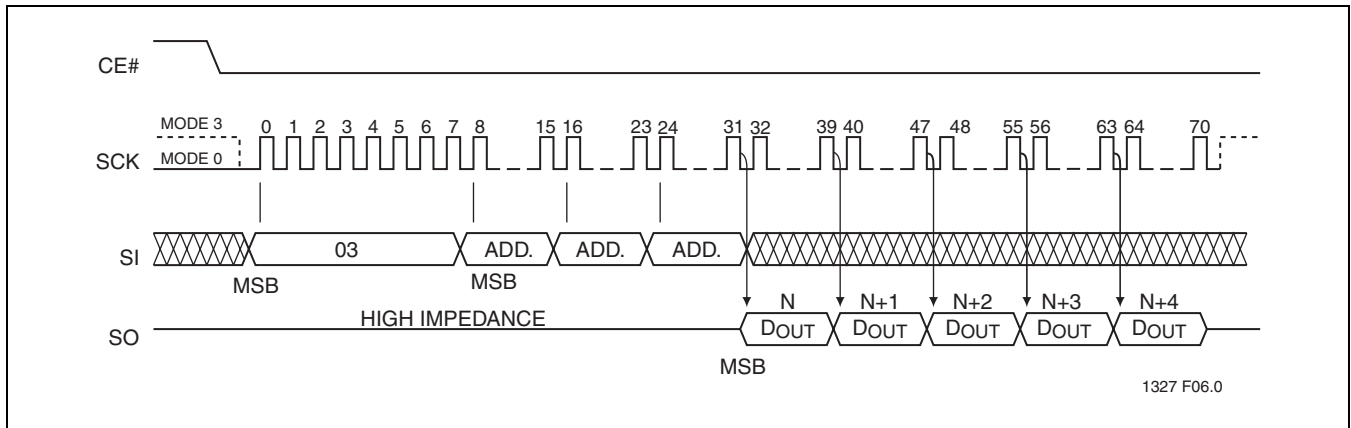 CE#
MODE 3
0 1 2 3 4 5 6 7 8 15 16 23 24 31 32 39 40 47 48 55 56 63 64 70
SCK
MODE 0
SI
03
ADD.
ADD.
ADD.
MSB
MSB
HIGH IMPEDANCE
N N+1 N+2 N+3 N+4
SO
DOUT DOUT DOUT DOUT DOUT
MSB
1327 F06.0